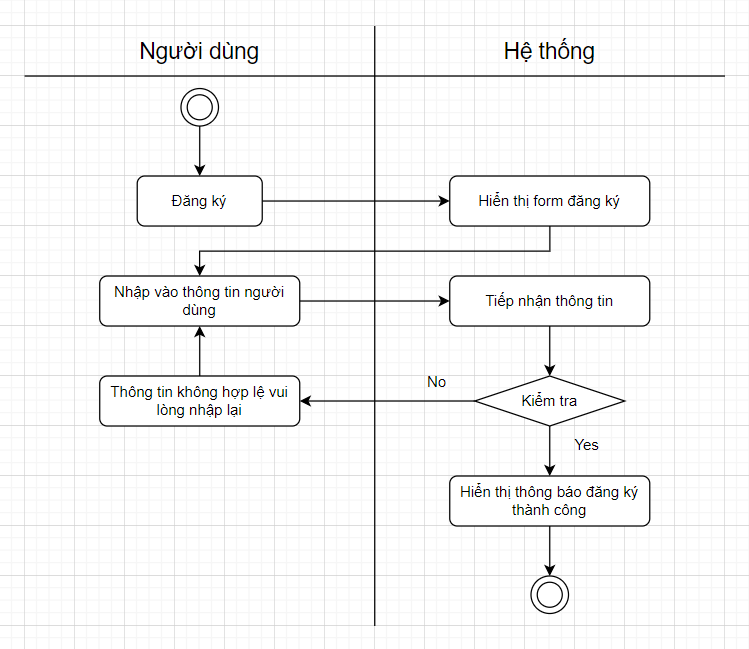 Người dùng
Hệ thống
Đăng ký
Hiển thị form đăng ký
Nhập vào thông tin người
dùng
Tiếp nhận thông tin
Thông tin không hợp lệ vui
lòng nhập lại
No
Kiểm tra
Yes
Hiển thị thông báo đăng ký
thành công